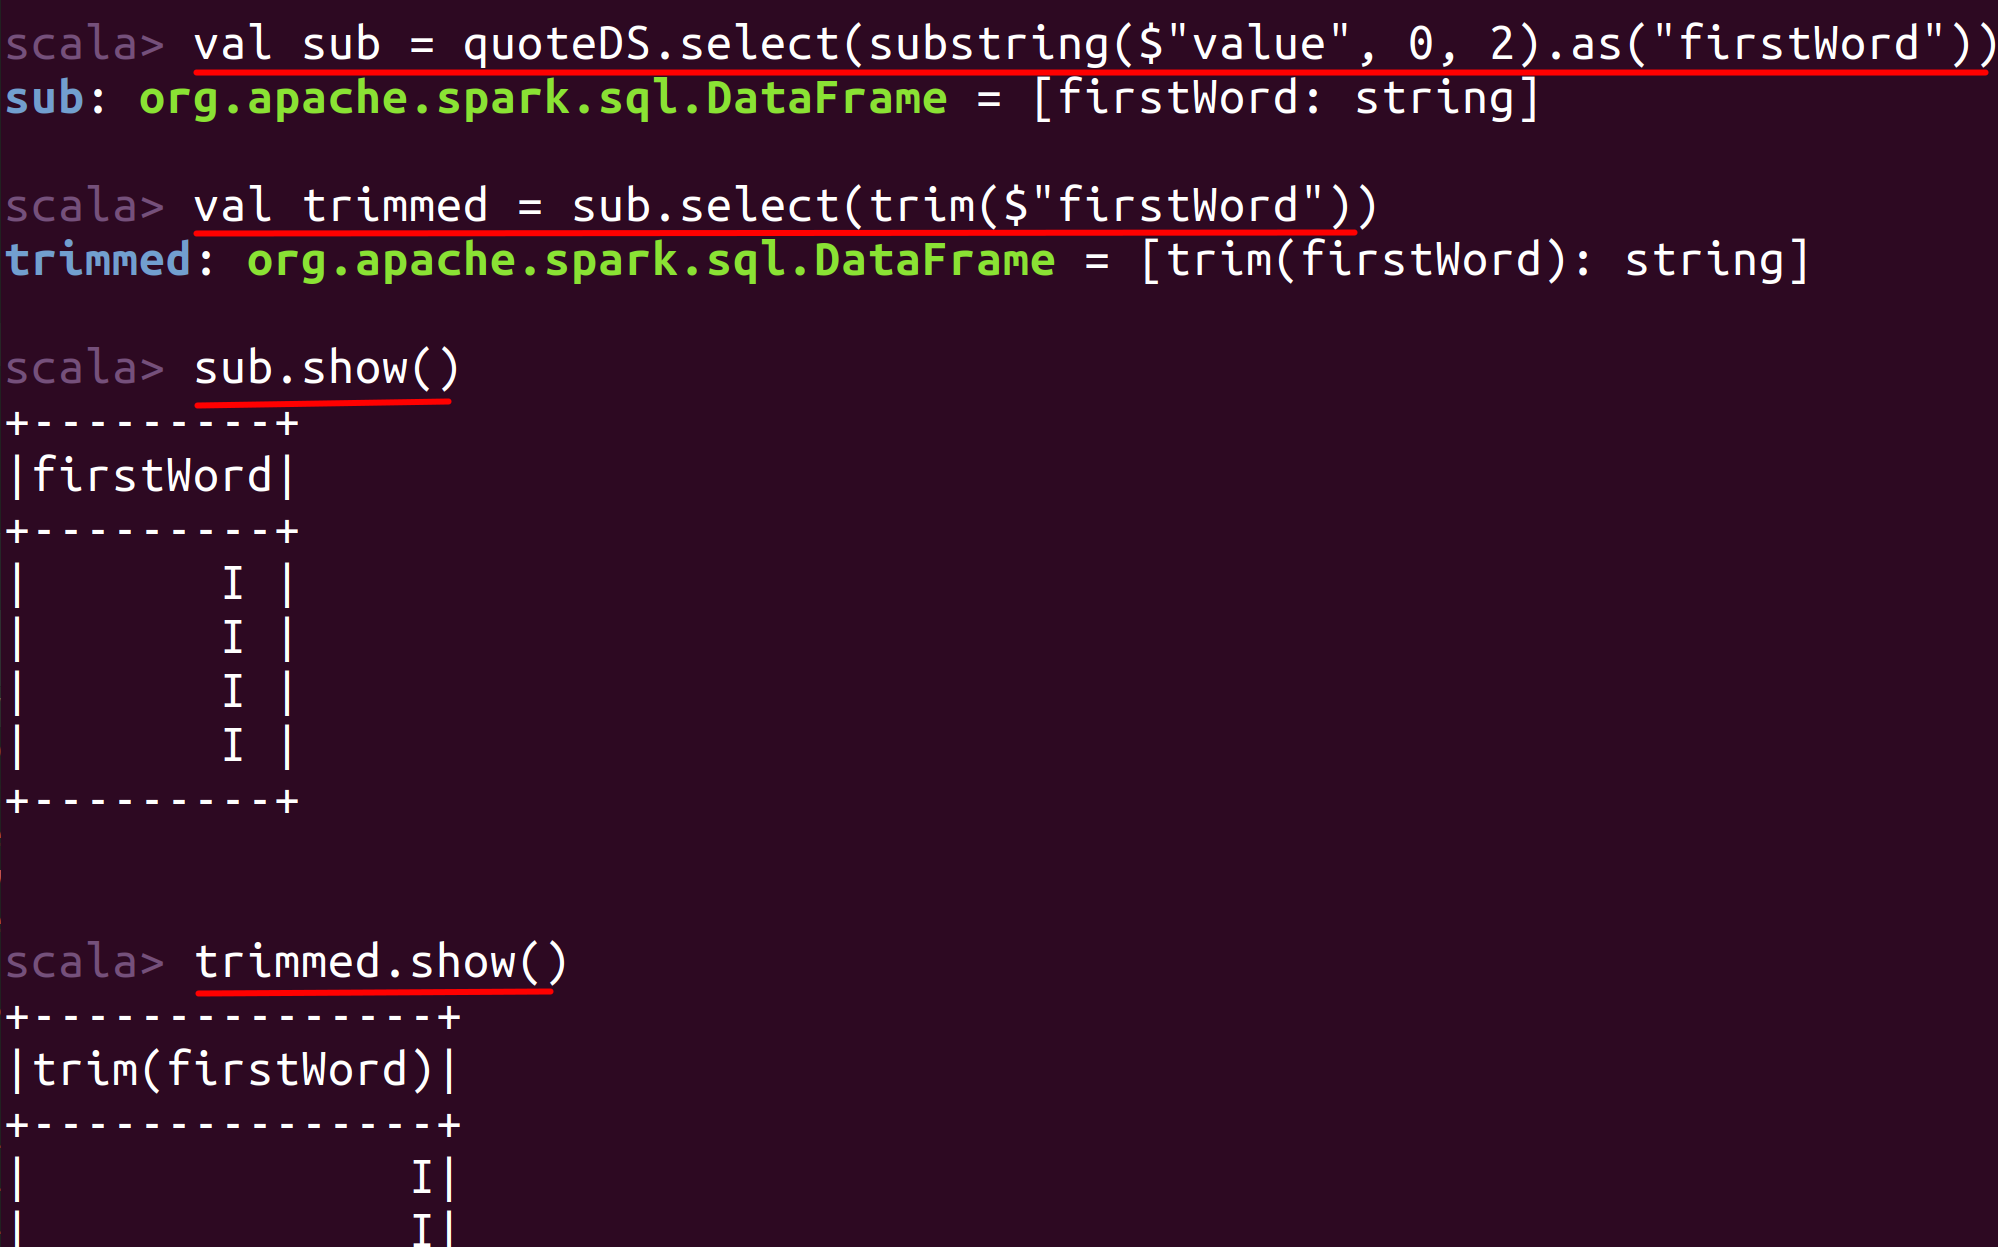 scala> val sub = quoteDS.select(substring($"value", 0, 2).as("firstWord"))
sub: org.apache.spark.sql.DataFrame = [firstWord: string]
scala> val trimmed = sub.select(trim($"firstWord"))
trimmed: org.apache.spark.sql.DataFrame = [trim(firstWord): string]
scala> sub.show()
+---------+
|firstWord|
+---------+
|       I |
|       I |
|       I |
|       I |
+---------+
scala> trimmed.show()
+---------------+
|trim(firstWord)|
+---------------+
|              I|
|              I|